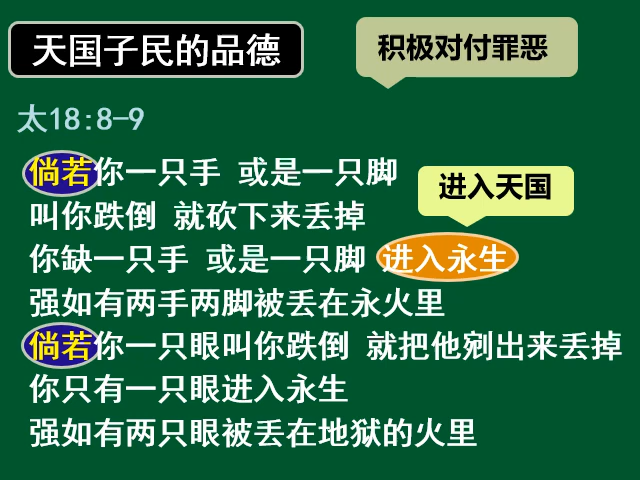 天国子民的品德
积极对付罪恶
太18:8-9
倘若你一只手 或是一只脚
进入天国
叫你跌倒 就砍下来丢掉
你缺一只手 或是一只脚 进入永生
强如有两手两脚被丢在永火里
倘若你一只眼叫你跌倒 就把他剜出来丢掉
你只有一只眼进入永生
强如有两只眼被丢在地狱的火里